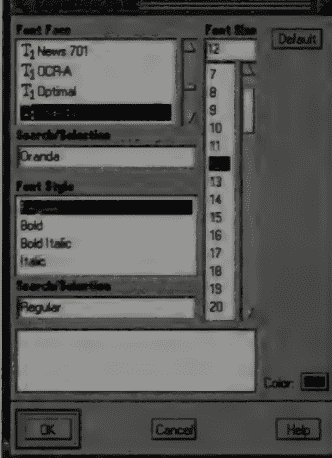 Font Face
News 701
OCR-A
Optimal
Search/Selection
Oranda
Font Style
Bold
Bold Italic
Italic
Search/Selection
Regular
Font Size
12
7
8
9
10
11
13
14
15
16
17
18
19
20
Default
Color:
OK
Cancel
Help